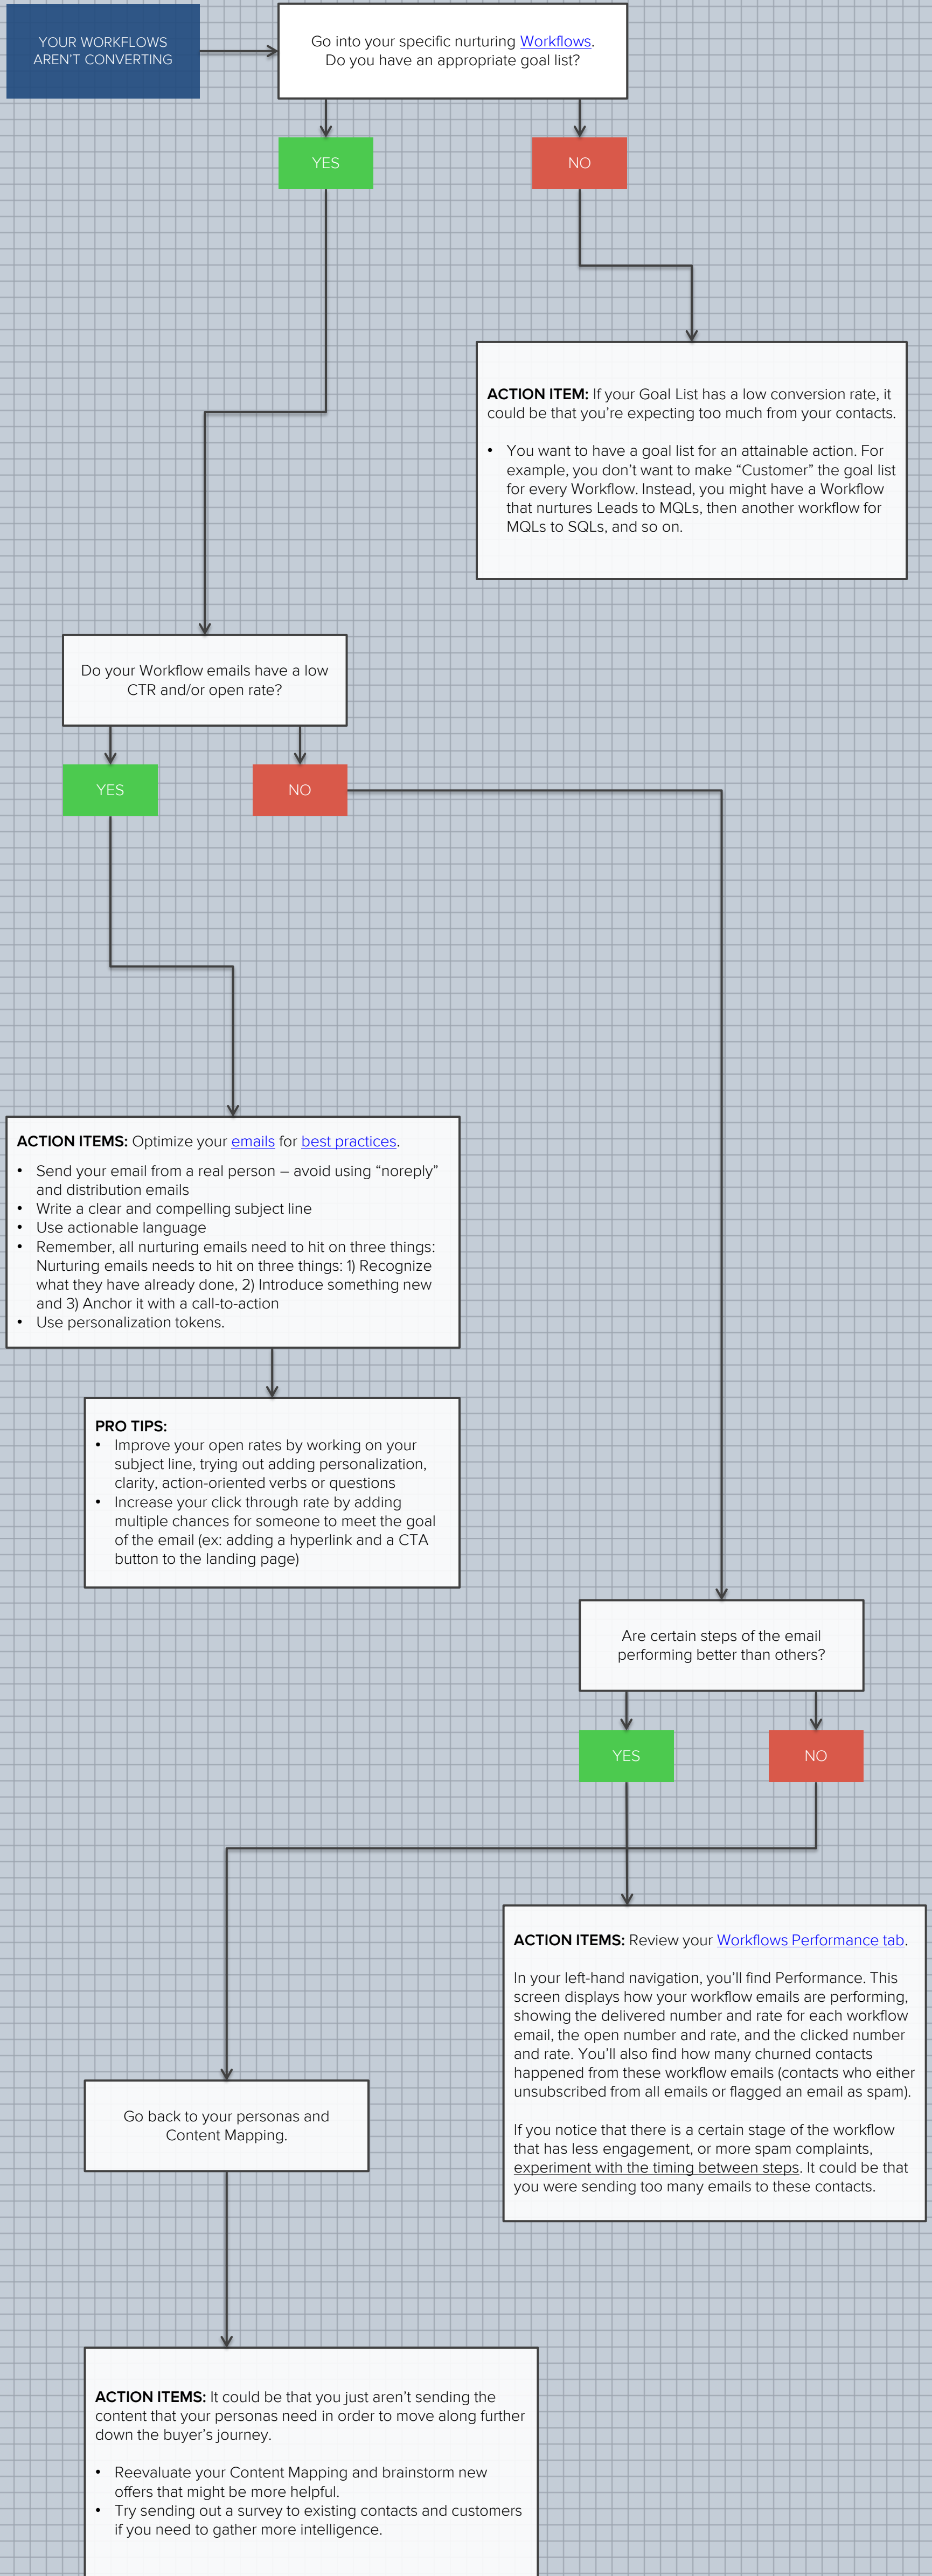 YOUR WORKFLOWS
AREN'T CONVERTING
Go into your specific nurturing Workflows.
Do you have an appropriate goal list?
YES
NO
ACTION ITEM: If your Goal List has a low conversion rate, it
could be that you're expecting too much from your contacts.
• You want to have a goal list for an attainable action. For
example, you don't want to make "Customer" the goal list
for every Workflow. Instead, you might have a Workflow
that nurtures Leads to MQLs, then another workflow for
MQLs to SQLs, and so on.
Do your Workflow emails have a low
CTR and/or open rate?
YES
NO
ACTION ITEMS: Optimize your emails for best practices.
• Send your email from a real person – avoid using "noreply"
and distribution emails
• Write a clear and compelling subject line
• Use actionable language
• Remember, all nurturing emails need to hit on three things:
Nurturing emails needs to hit on three things: 1) Recognize
what they have already done, 2) Introduce something new
and 3) Anchor it with a call-to-action
• Use personalization tokens.
PRO TIPS:
• Improve your open rates by working on your
subject line, trying out adding personalization,
clarity, action-oriented verbs or questions
• Increase your click through rate by adding
multiple chances for someone to meet the goal
of the email (ex: adding a hyperlink and a CTA
button to the landing page)
Are certain steps of the email
performing better than others?
YES
NO
ACTION ITEMS: Review your Workflows Performance tab.
In your left-hand navigation, you'll find Performance. This
screen displays how your workflow emails are performing,
showing the delivered number and rate for each workflow
email, the open number and rate, and the clicked number
and rate. You'll also find how many churned contacts
happened from these workflow emails (contacts who either
unsubscribed from all emails or flagged an email as spam).
If you notice that there is a certain stage of the workflow
that has less engagement, or more spam complaints,
experiment with the timing between steps. It could be that
you were sending too many emails to these contacts.
Go back to your personas and
Content Mapping.
ACTION ITEMS: It could be that you just aren't sending the
content that your personas need in order to move along further
down the buyer's journey.
• Reevaluate your Content Mapping and brainstorm new
offers that might be more helpful.
• Try sending out a survey to existing contacts and customers
if you need to gather more intelligence.